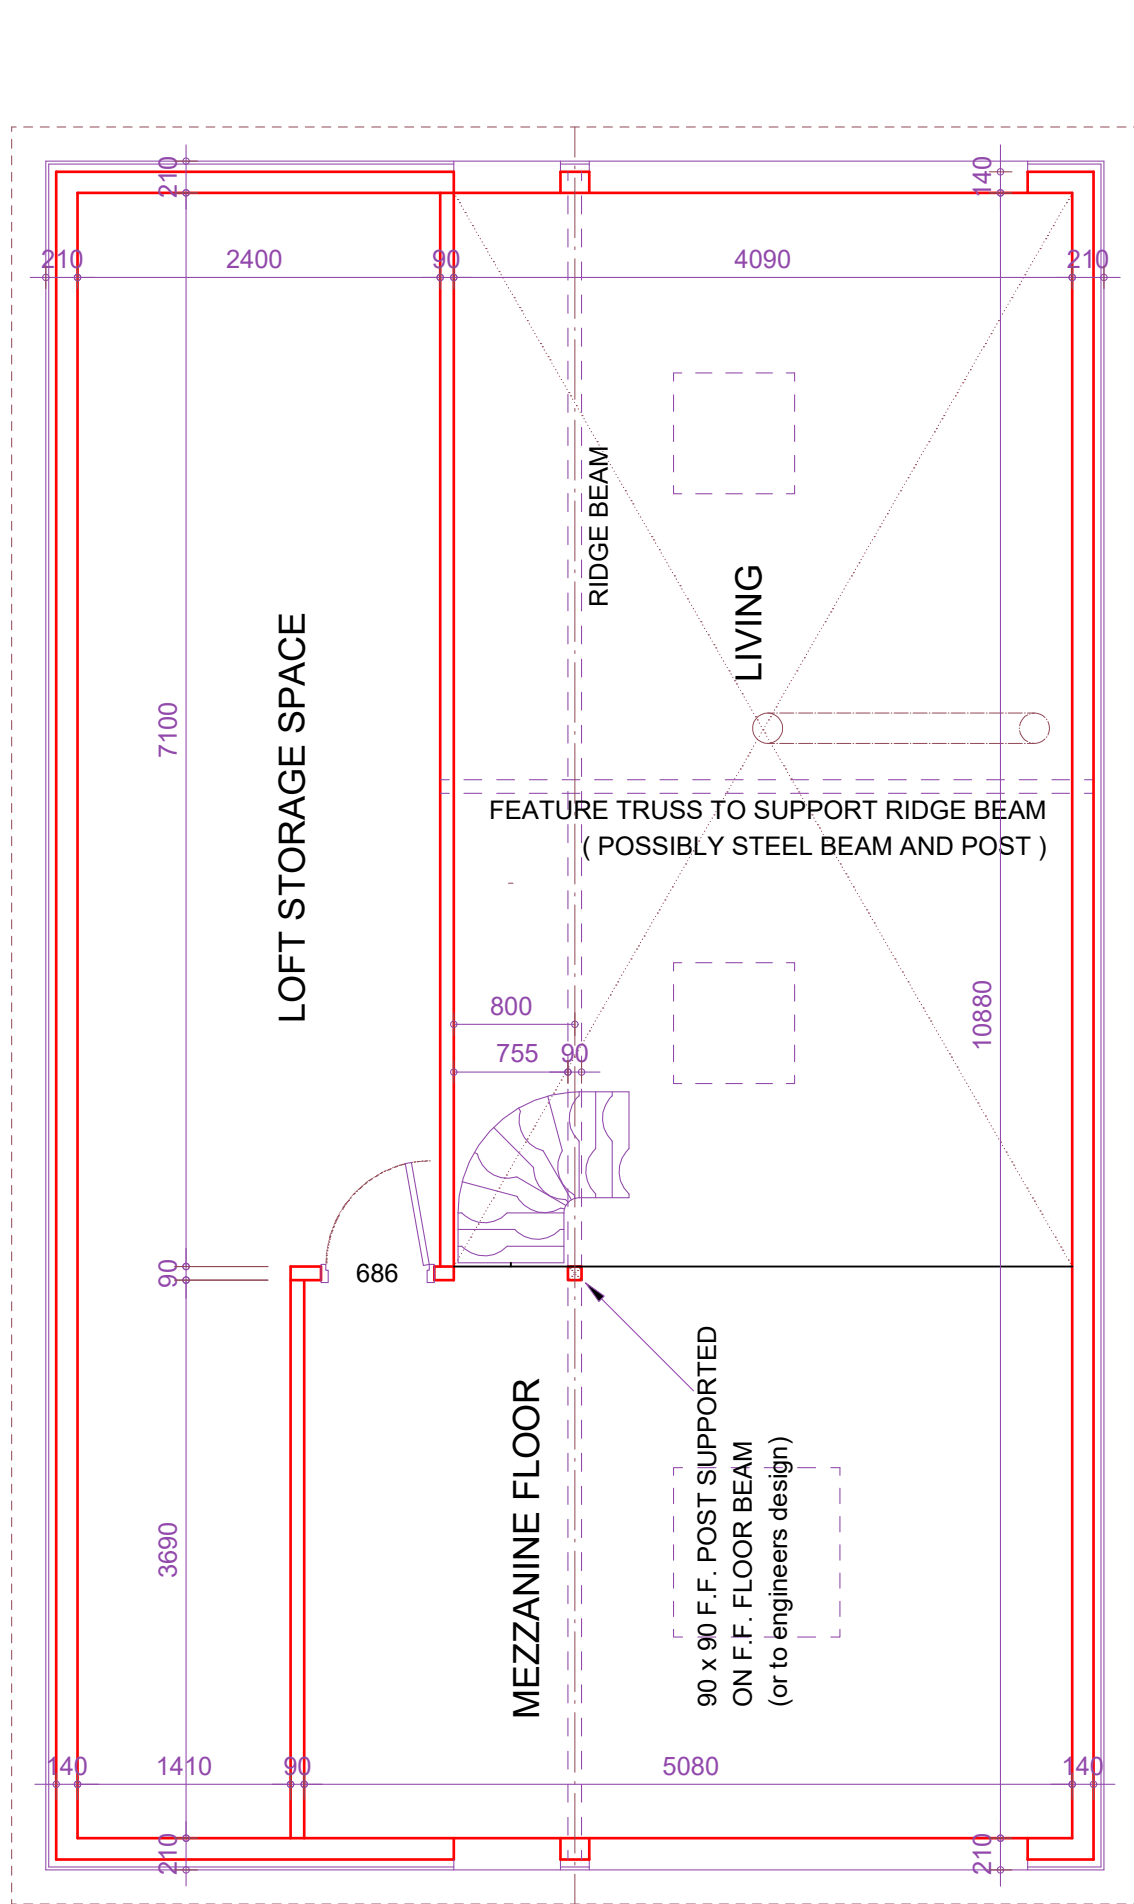 210
140
210
2400
90
4090
210
RIDGE BEAM
LIVING
LOFT STORAGE SPACE
7100
FEATURE TRUSS TO SUPPORT RIDGE BEAM
( POSSIBLY STEEL BEAM AND POST )
10880
800
755
90
90
686
MEZZANINE FLOOR
90 x 90 F.F. POST SUPPORTED
ON F.F. FLOOR BEAM
(or to engineers design)
3690
140
1410
90
5080
140
210
210